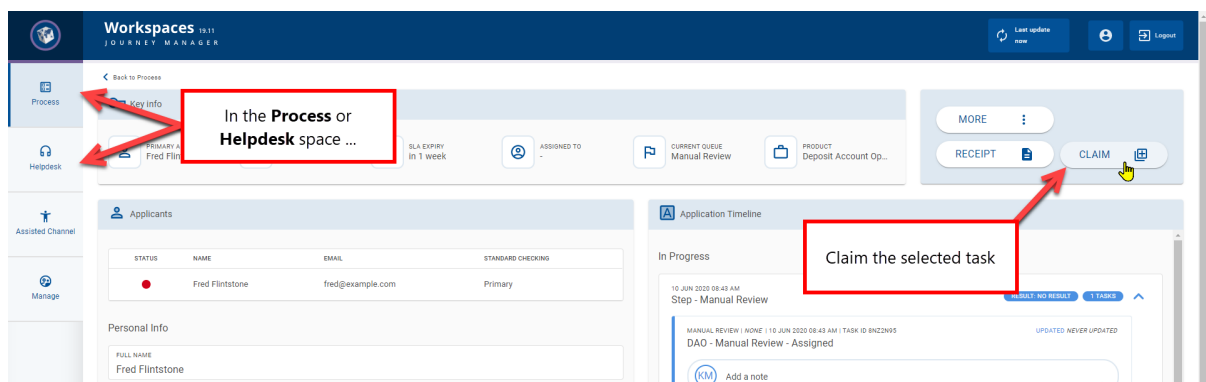 Workspaces 19.11
JOURNEY MANAGER
Last update
now
Logout
Process
Helpdesk
Assisted Channel
Manage
Back to Process
Key info
In the Process or
Helpdesk space ...
PRIMARY A
Fred Flin
SLA EXPIRY
in 1 week
ASSIGNED TO
-
CURRENT QUEUE
Manual Review
PRODUCT
Deposit Account Op...
MORE
RECEIPT
CLAIM
Applicants
STATUS NAME EMAIL STANDARD CHECKING
Fred Flintstone fred@example.com Primary
Personal Info
FULL NAME
Fred Flintstone
A Application Timeline
Claim the selected task
In Progress
10 JUN 2020 08:43 AM
Step - Manual Review
RESULT: NO RESULT 1 TASKS
MANUAL REVIEW | NONE | 10 JUN 2020 08:43 AM | TASK ID 8NZ2N95
UPDATED NEVER UPDATED
DAO - Manual Review - Assigned
KM Add a note